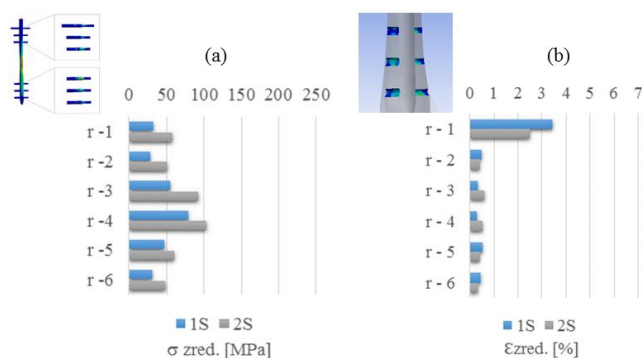 (a)
0 50 100 150 200 250
r - 1
r - 2
r - 3
r - 4
r - 5
r - 6
1S 2S
σ zred. [MPa]
(b)
0 1 2 3 4 5 6 7
r - 1
r - 2
r - 3
r - 4
r - 5
r - 6
1S 2S
εzred. [%]